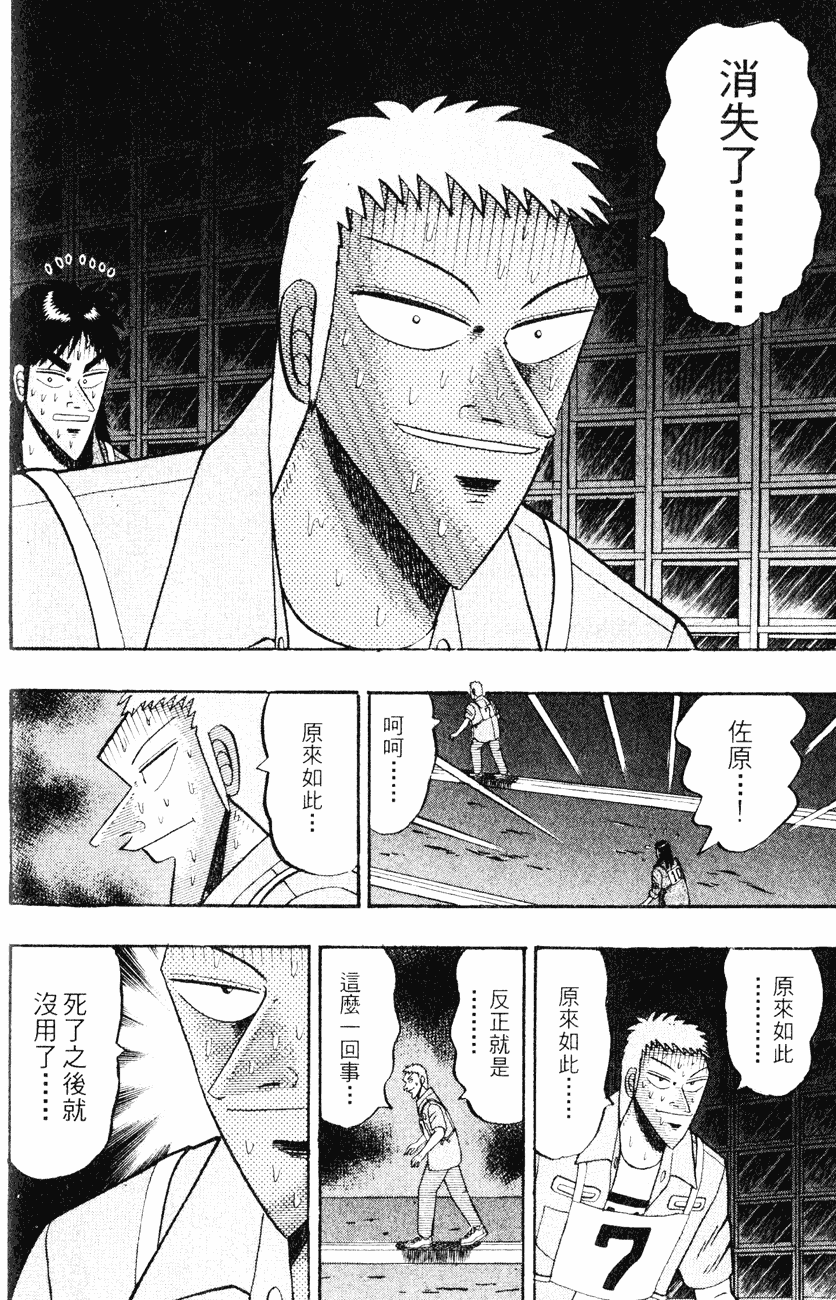 消失了………
佐原…!
呵呵……
原來如此…
原來如此
………
原來如此…
………
反正就是
………
這麼一回事…
死了之後就
沒用了……
7